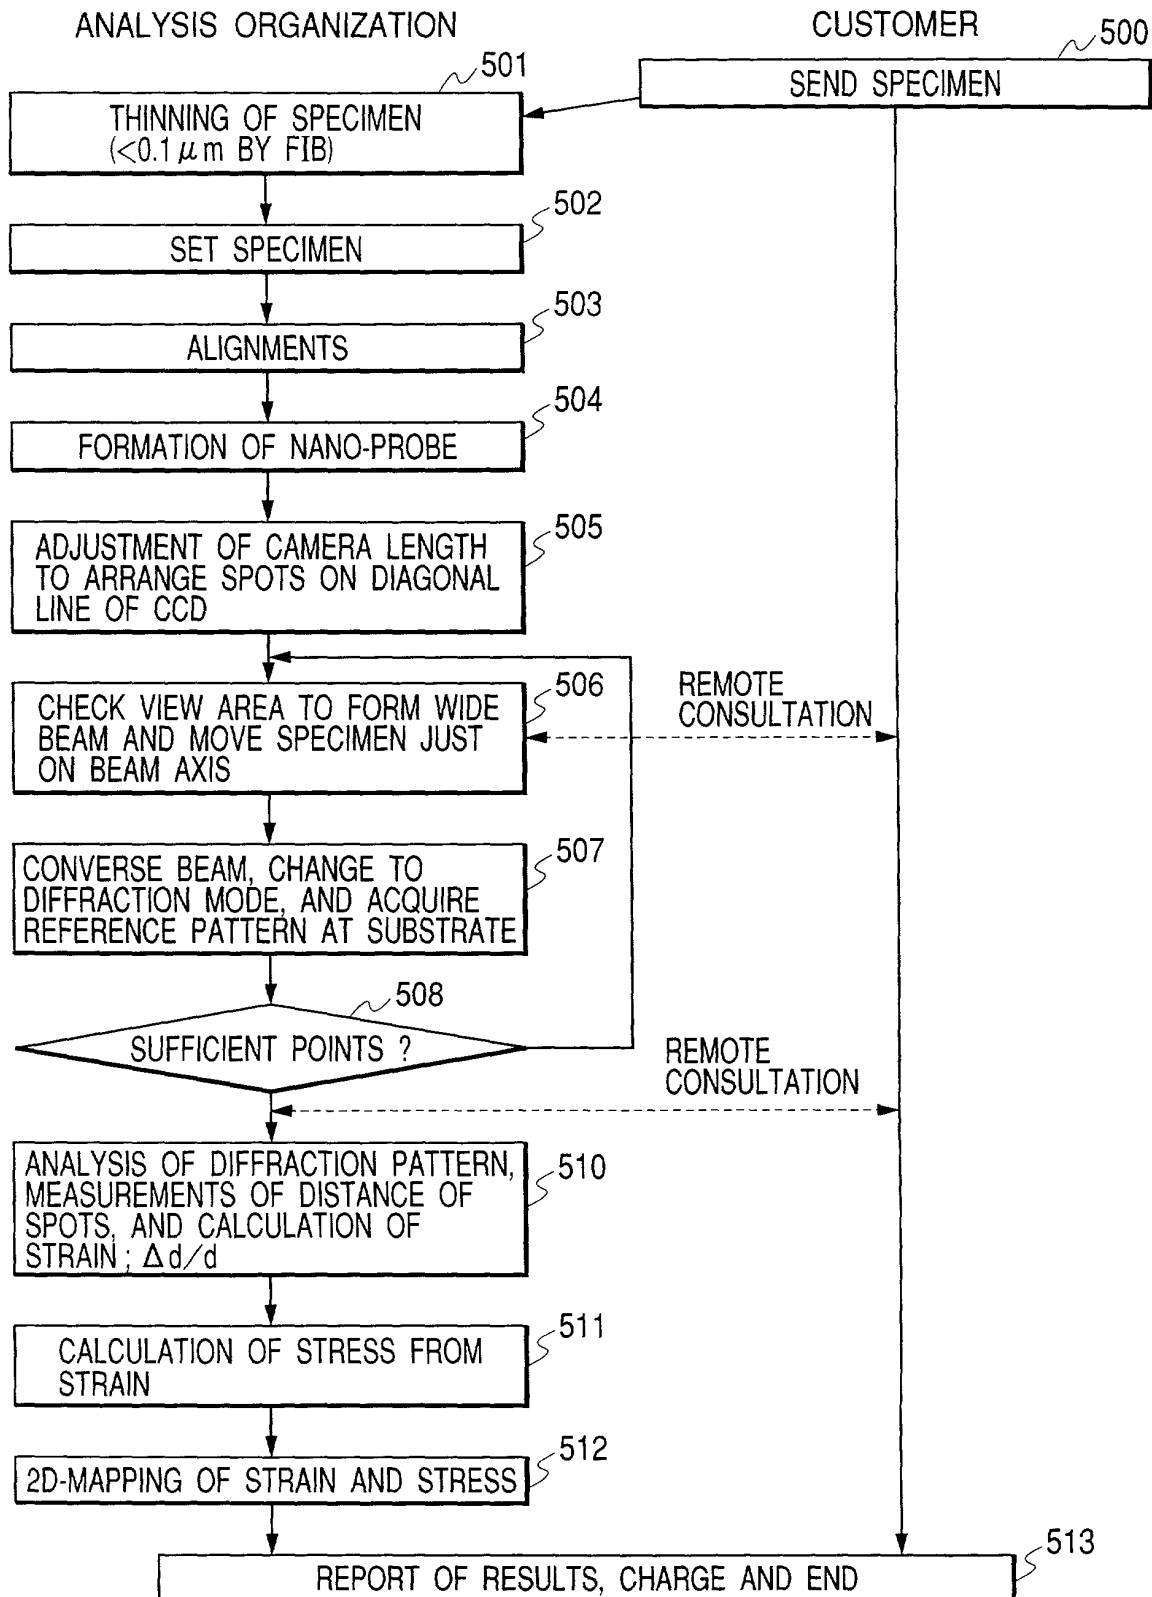 ANALYSIS ORGANIZATION
CUSTOMER
500
SEND SPECIMEN
501
THINNING OF SPECIMEN
(<0.1 μm BY FIB)
502
SET SPECIMEN
503
ALIGNMENTS
504
FORMATION OF NANO-PROBE
505
ADJUSTMENT OF CAMERA LENGTH
TO ARRANGE SPOTS ON DIAGONAL
LINE OF CCD
506
CHECK VIEW AREA TO FORM WIDE
BEAM AND MOVE SPECIMEN JUST
ON BEAM AXIS
REMOTE
CONSULTATION
507
CONVERSE BEAM, CHANGE TO
DIFFRACTION MODE, AND ACQUIRE
REFERENCE PATTERN AT SUBSTRATE
508
SUFFICIENT POINTS ?
REMOTE
CONSULTATION
510
ANALYSIS OF DIFFRACTION PATTERN,
MEASUREMENTS OF DISTANCE OF
SPOTS, AND CALCULATION OF
STRAIN ; Δd/d
511
CALCULATION OF STRESS FROM
STRAIN
512
2D-MAPPING OF STRAIN AND STRESS
513
REPORT OF RESULTS, CHARGE AND END